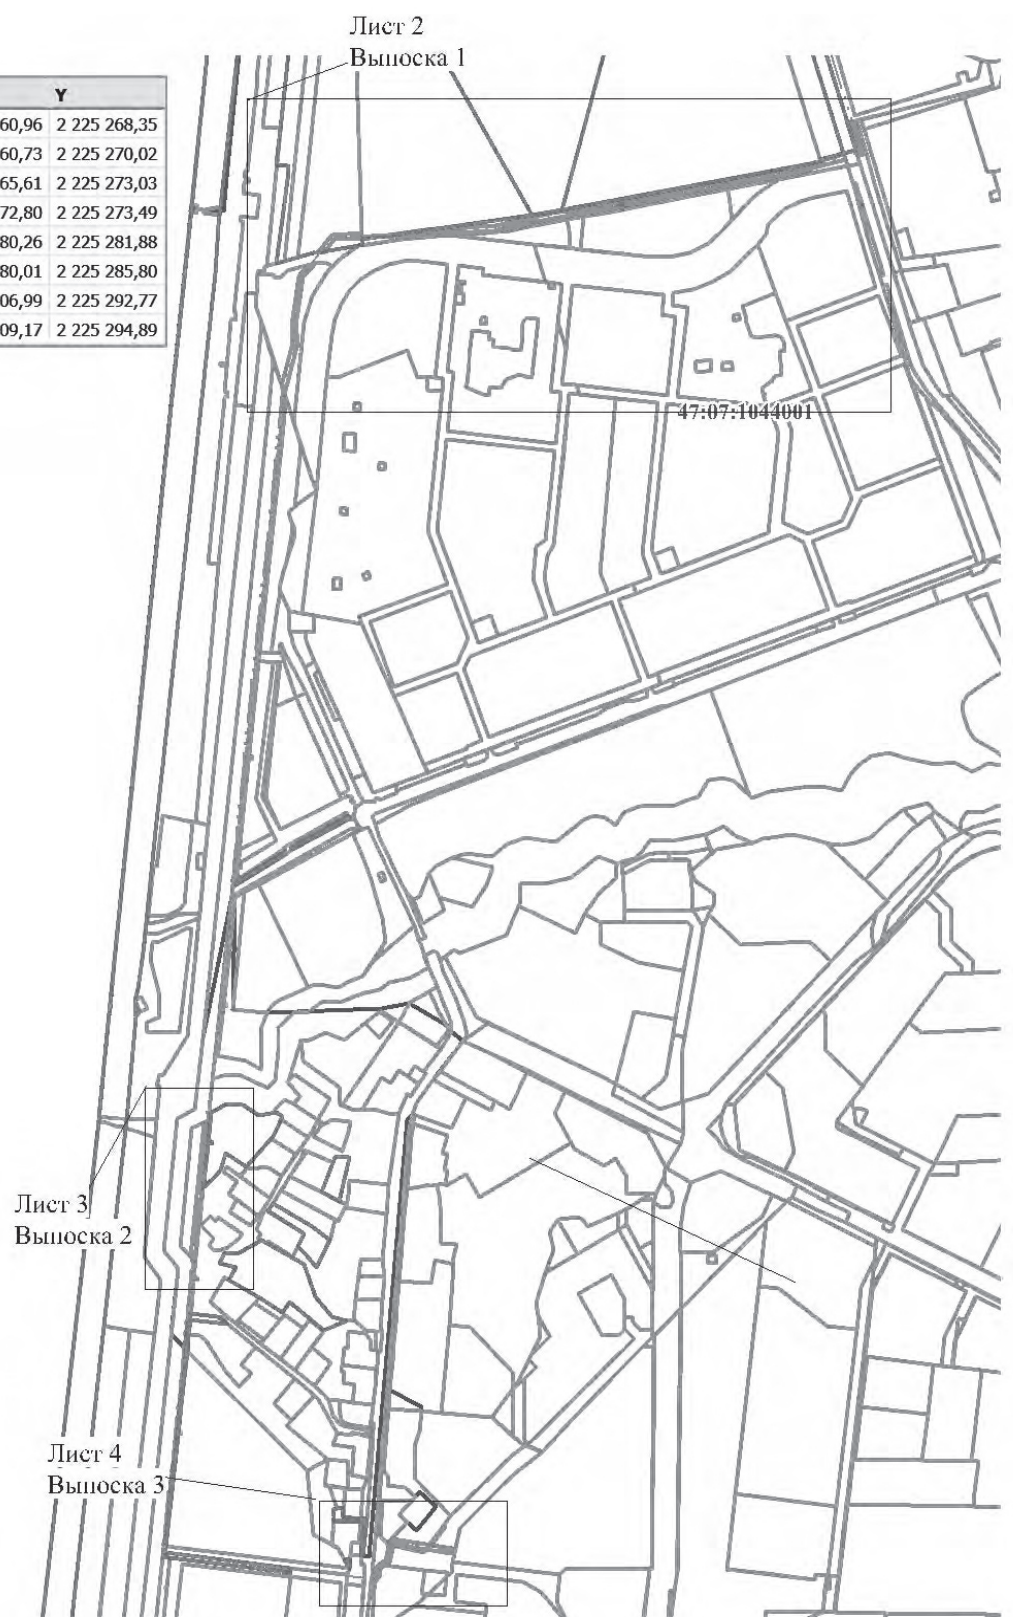 Лист 2
Выноска 1
Y
60,96 2 225 268,35
60,73 2 225 270,02
65,61 2 225 273,03
72,80 2 225 273,49
80,26 2 225 281,88
80,01 2 225 285,80
06,99 2 225 292,77
09,17 2 225 294,89
47:07:1044001
Лист 3
Выноска 2
Лист 4
Выноска 3